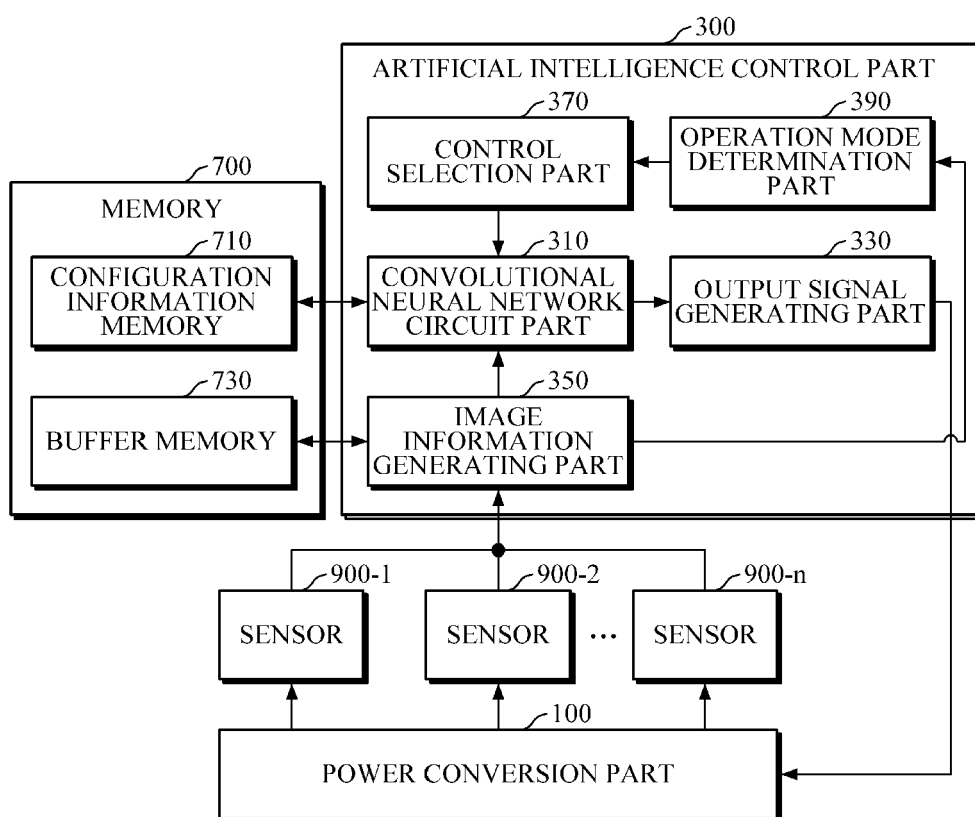 300
ARTIFICIAL INTELLIGENCE CONTROL PART
370
CONTROL
SELECTION PART
390
OPERATION MODE
DETERMINATION
PART
700
MEMORY
710
CONFIGURATION
INFORMATION
MEMORY
310
CONVOLUTIONAL
NEURAL NETWORK
CIRCUIT PART
330
OUTPUT SIGNAL
GENERATING PART
730
BUFFER MEMORY
350
IMAGE
INFORMATION
GENERATING PART
900-1
SENSOR
900-2
SENSOR
...
900-n
SENSOR
100
POWER CONVERSION PART